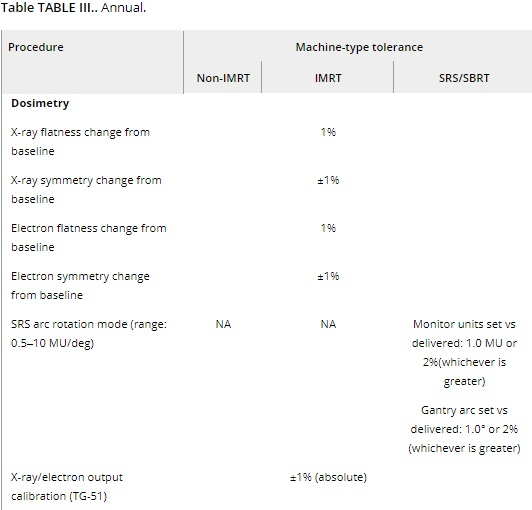 Table TABLE III.. Annual.
Procedure
Machine-type tolerance
Non-IMRT
IMRT
SRS/SBRT
Dosimetry
X-ray flatness change from
baseline
1%
X-ray symmetry change from
baseline
±1%
Electron flatness change from
baseline
1%
Electron symmetry change
from baseline
±1%
SRS arc rotation mode (range:
0.5–10 MU/deg)
NA
NA
Monitor units set vs
delivered: 1.0 MU or
2%(whichever is
greater)
Gantry arc set vs
delivered: 1.0° or 2%
(whichever is greater)
X-ray/electron output
calibration (TG-51)
±1% (absolute)